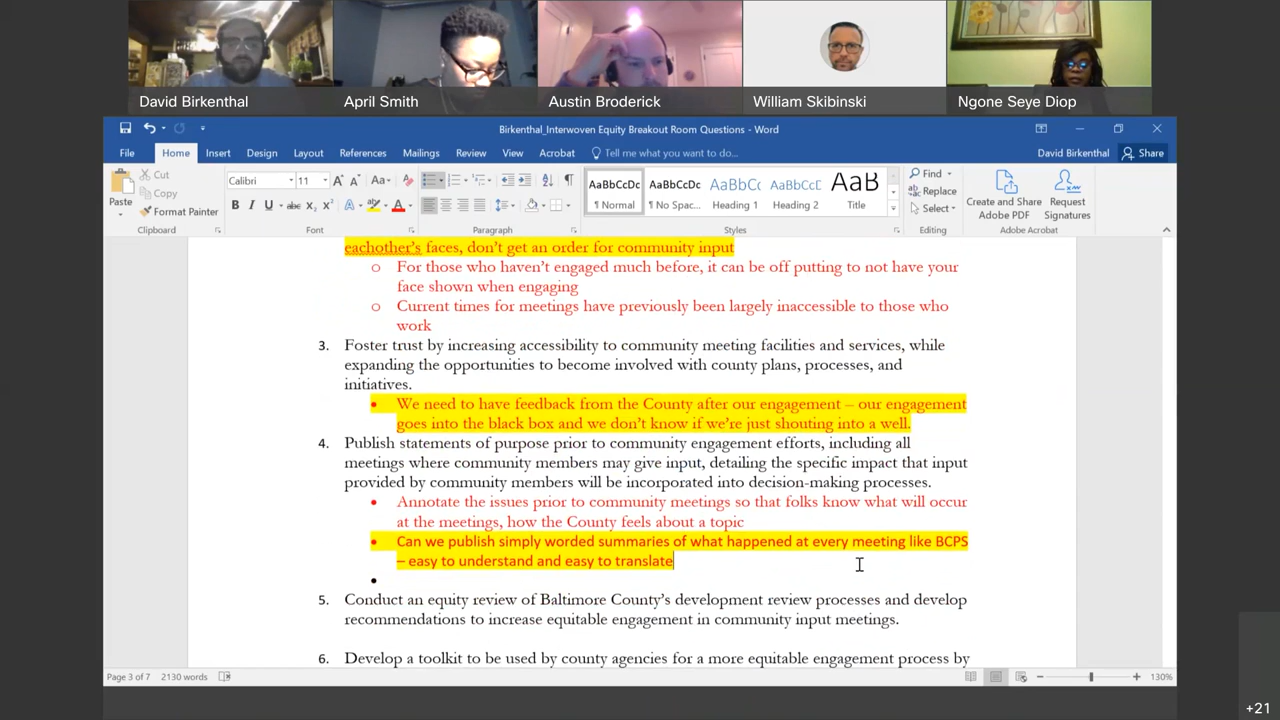 David Birkenthal
April Smith
Austin Broderick
William Skibinski
Ngone Seye Diop
Birkenthal_Interwoven Equity Breakout Room Questions - Word
File Home Insert Design Layout References Mailings Review View Acrobat Tell me what you want to do... David Birkenthal Share
Paste
Cut
Copy
Format Painter
Clipboard
Calibri 11
Font
Paragraph
AaBbCcDc AaBbCcDc AaBbCc AaBbCcC AaB
¶ Normal ¶ No Spac... Heading 1 Heading 2 Title
Styles
Find
Replace
Select
Editing
Create and Share Adobe PDF
Request Signatures
Adobe Acrobat
eachother's faces, don't get an order for community input
o For those who haven't engaged much before, it can be off putting to not have your
face shown when engaging
o Current times for meetings have previously been largely inaccessible to those who
work
3. Foster trust by increasing accessibility to community meeting facilities and services, while
expanding the opportunities to become involved with county plans, processes, and
initiatives.
• We need to have feedback from the County after our engagement – our engagement
goes into the black box and we don't know if we're just shouting into a well.
4. Publish statements of purpose prior to community engagement efforts, including all
meetings where community members may give input, detailing the specific impact that input
provided by community members will be incorporated into decision-making processes.
• Annotate the issues prior to community meetings so that folks know what will occur
at the meetings, how the County feels about a topic
• Can we publish simply worded summaries of what happened at every meeting like BCPS
– easy to understand and easy to translate
•
5. Conduct an equity review of Baltimore County's development review processes and develop
recommendations to increase equitable engagement in community input meetings.
6. Develop a toolkit to be used by county agencies for a more equitable engagement process by
Page 3 of 7 2130 words
130%
+21